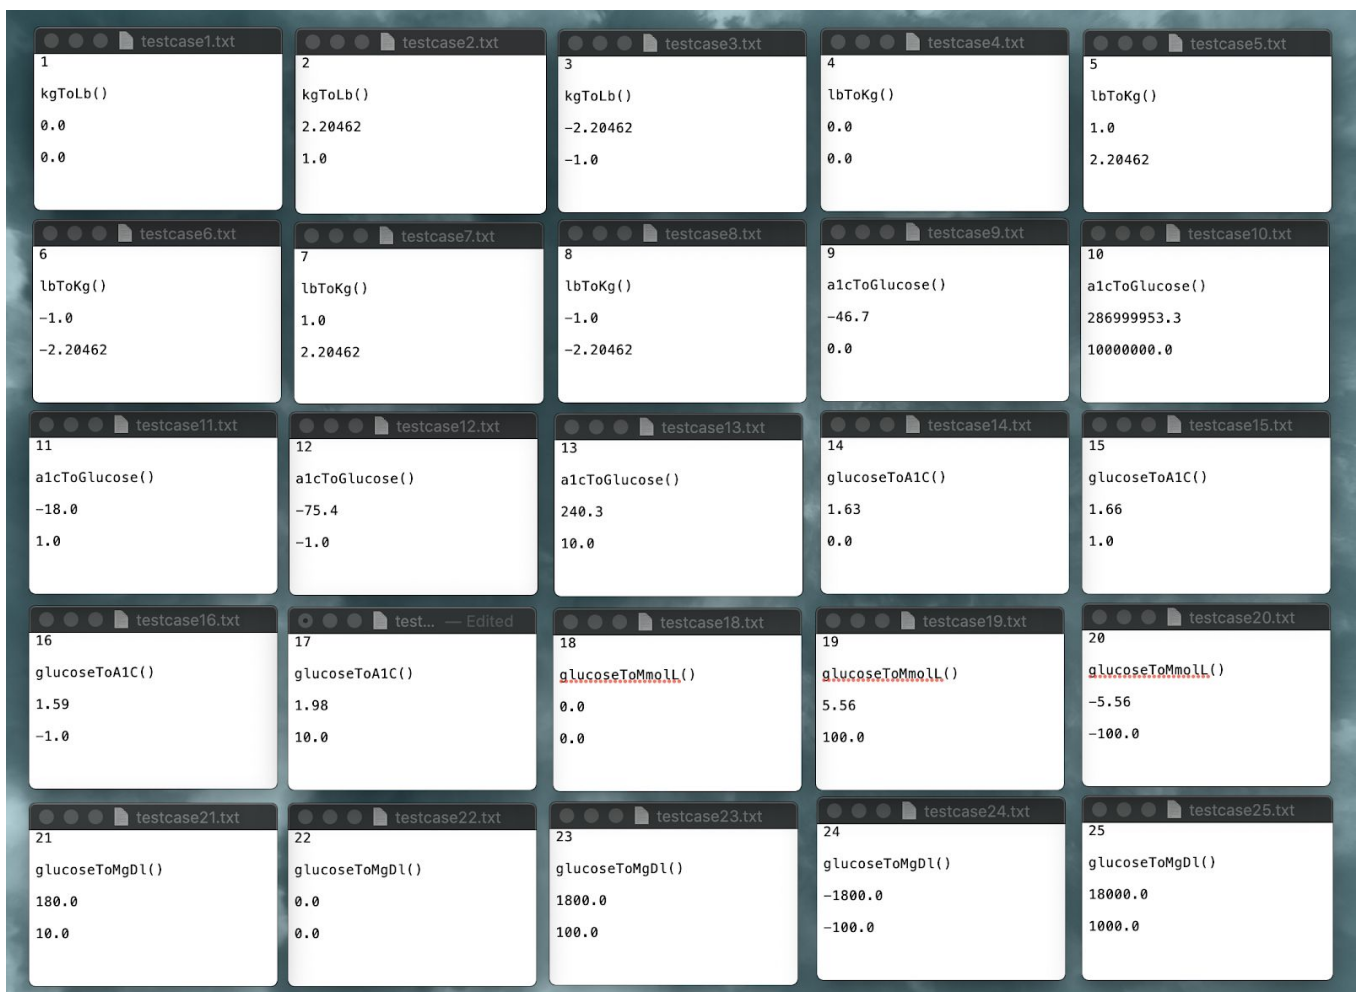 testcase1.txt
1
kgToLb()
0.0
0.0
testcase2.txt
2
kgToLb()
2.20462
1.0
testcase3.txt
3
kgToLb()
-2.20462
-1.0
testcase4.txt
4
lbToKg()
0.0
0.0
testcase5.txt
5
lbToKg()
1.0
2.20462
testcase6.txt
6
lbToKg()
-1.0
-2.20462
testcase7.txt
7
lbToKg()
1.0
2.20462
testcase8.txt
8
lbToKg()
-1.0
-2.20462
testcase9.txt
9
a1cToGlucose()
-46.7
0.0
testcase10.txt
10
a1cToGlucose()
286999953.3
10000000.0
testcase11.txt
11
a1cToGlucose()
-18.0
1.0
testcase12.txt
12
a1cToGlucose()
-75.4
-1.0
testcase13.txt
13
a1cToGlucose()
240.3
10.0
testcase14.txt
14
glucoseToA1C()
1.63
0.0
testcase15.txt
15
glucoseToA1C()
1.66
1.0
testcase16.txt
16
glucoseToA1C()
1.59
-1.0
test... — Edited
17
glucoseToA1C()
1.98
10.0
testcase18.txt
18
glucoseToMmolL()
0.0
0.0
testcase19.txt
19
glucoseToMmolL()
5.56
100.0
testcase20.txt
20
glucoseToMmolL()
-5.56
-100.0
testcase21.txt
21
glucoseToMgDl()
180.0
10.0
testcase22.txt
22
glucoseToMgDl()
0.0
0.0
testcase23.txt
23
glucoseToMgDl()
1800.0
100.0
testcase24.txt
24
glucoseToMgDl()
-1800.0
-100.0
testcase25.txt
25
glucoseToMgDl()
18000.0
1000.0